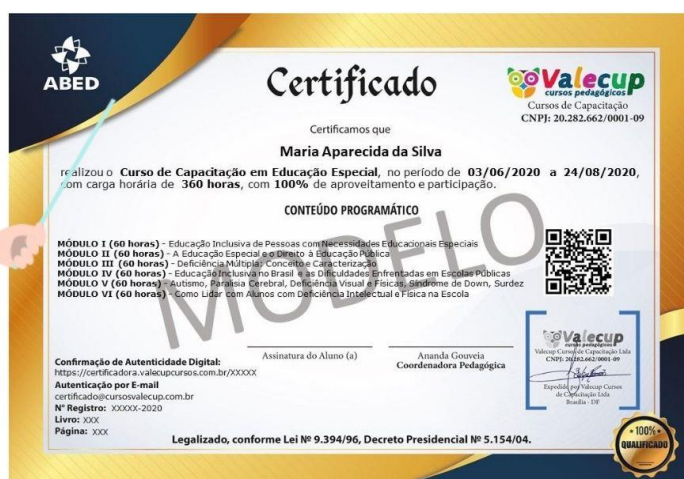 ABED
Certificado
Valecup
cursos pedagógicos
Cursos de Capacitação
CNPJ: 20.282.662/0001-09
Certificamos que
Maria Aparecida da Silva
realizou o Curso de Capacitação em Educação Especial, no período de 03/06/2020 a 24/08/2020,
com carga horária de 360 horas, com 100% de aproveitamento e participação.
CONTEÚDO PROGRAMÁTICO
MÓDULO I (60 horas) - Educação Inclusiva de Pessoas com Necessidades Educacionais Especiais
MÓDULO II (60 horas) - A Educação Especial e o Direito à Educação Pública
MÓDULO III (60 horas) - Deficiência Múltipla: Conceito e Caracterização
MÓDULO IV (60 horas) - Educação Inclusiva no Brasil e as Dificuldades Enfrentadas em Escolas Públicas
MÓDULO V (60 horas) - Autismo, Paralisia Cerebral, Deficiência Visual e Físicas, Síndrome de Down, Surdez
MÓDULO VI (60 horas) - Como Lidar com Alunos com Deficiência Intelectual e Física na Escola
MODELO
Assinatura do Aluno (a)
Ananda Gouveia
Coordenadora Pedagógica
Valecup
cursos pedagógicos
Valecup Cursos de Capacitação Ltda
CNPJ: 20.282.662/0001-09
Expedido por Valecup Cursos
de Capacitação Ltda
Brasília - DF
Confirmação de Autenticidade Digital:
https://certificadora.valecupcursos.com.br/XXXXX
Autenticação por E-mail
certificado@cursosvalecup.com.br
N° Registro: XXXXX-2020
Livro: XXX
Página: XXX
Legalizado, conforme Lei Nº 9.394/96, Decreto Presidencial Nº 5.154/04.
100%
QUALIFICADO